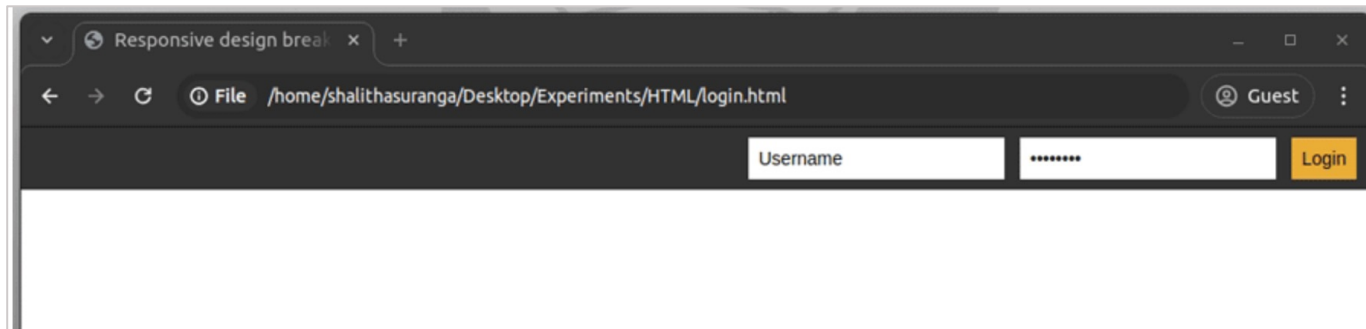 Responsive design break
File /home/shalithasuranga/Desktop/Experiments/HTML/login.html Guest
Username •••••••• Login